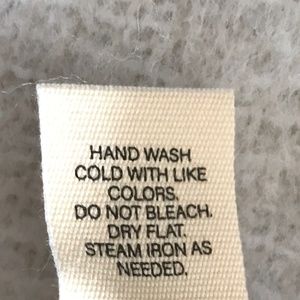 HAND WASH
COLD WITH LIKE
COLORS.
DO NOT BLEACH.
DRY FLAT.
STEAM IRON AS
NEEDED.